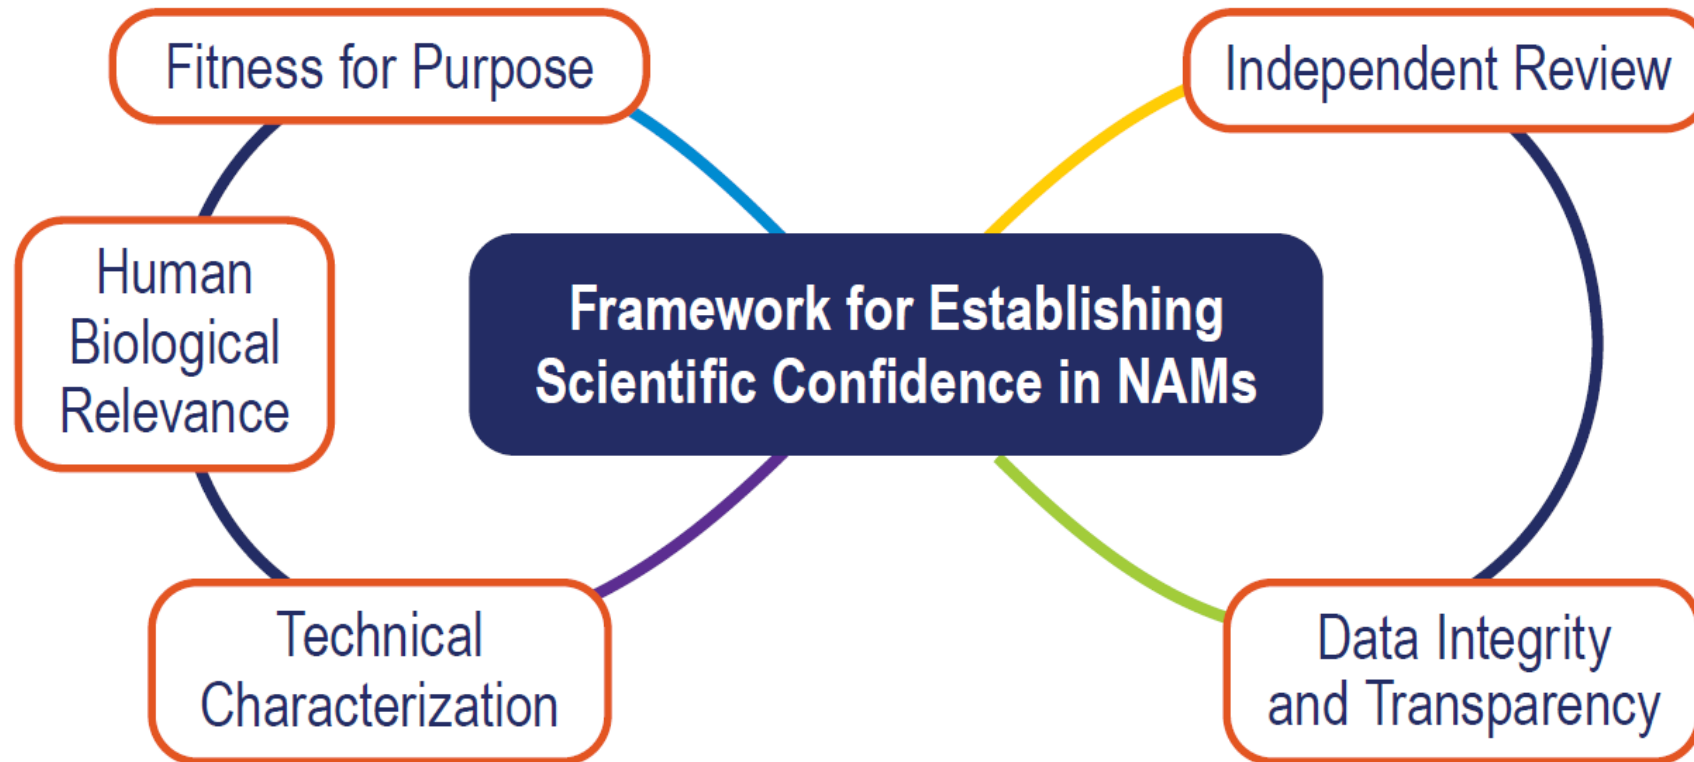 Fitness for Purpose
Independent Review
Human
Biological
Relevance
Framework for Establishing
Scientific Confidence in NAMs
Technical
Characterization
Data Integrity
and Transparency